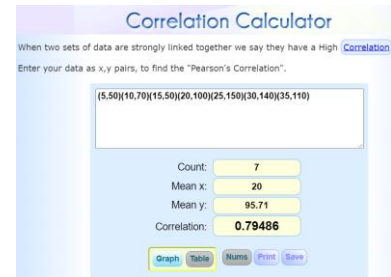 Correlation Calculator
When two sets of data are strongly linked together we say they have a High Correlation
Enter your data as x,y pairs, to find the "Pearson's Correlation".
(5,50)(10,70)(15,50)(20,100)(25,150)(30,140)(35,110)
Count: 7
Mean x: 20
Mean y: 95.71
Correlation: 0.79486
Graph Table Nums Print Save